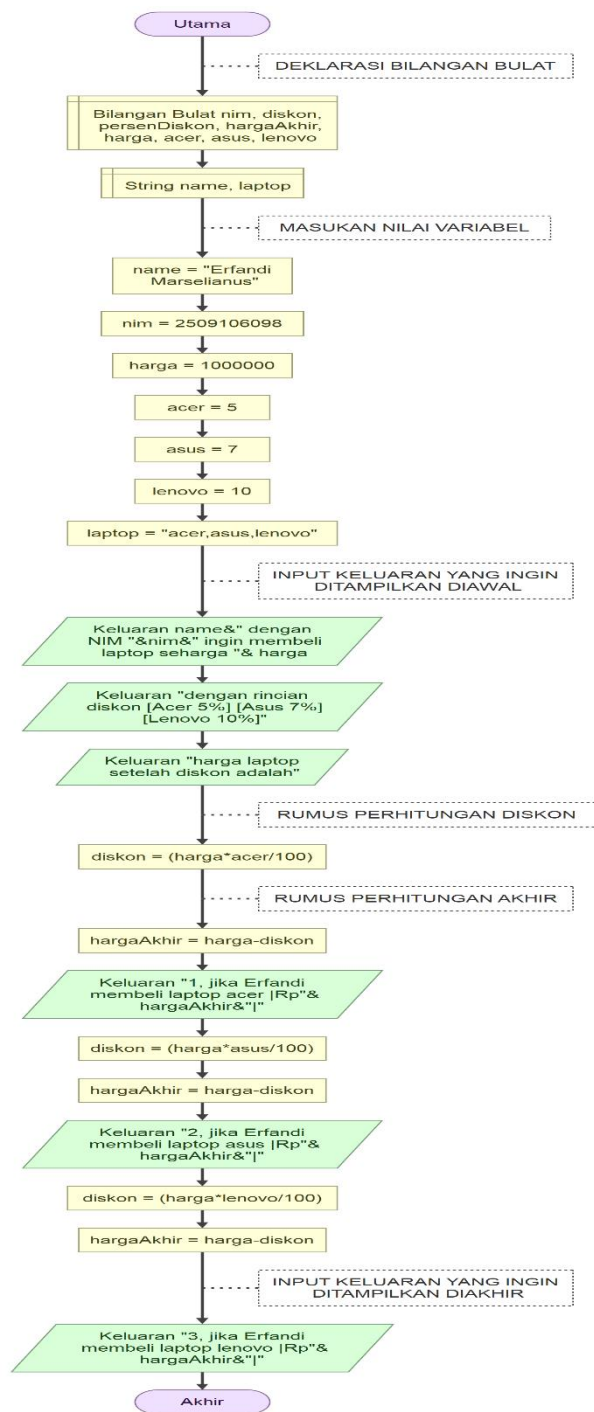 Utama
DEKLARASI BILANGAN BULAT
Bilangan Bulat nim, diskon,
persenDiskon, hargaAkhir,
harga, acer, asus, lenovo
String name, laptop
MASUKAN NILAI VARIABEL
name = "Erfandi
Marselianus"
nim = 2509106098
harga = 1000000
acer = 5
asus = 7
lenovo = 10
laptop = "acer,asus,lenovo"
INPUT KELUARAN YANG INGIN
DITAMPILKAN DIAWAL
Keluaran name&" dengan
NIM "&nim&" ingin membeli
laptop seharga "& harga
Keluaran "dengan rincian
diskon [Acer 5%] [Asus 7%]
[Lenovo 10%]"
Keluaran "harga laptop
setelah diskon adalah"
RUMUS PERHITUNGAN DISKON
diskon = (harga*acer/100)
RUMUS PERHITUNGAN AKHIR
hargaAkhir = harga-diskon
Keluaran "1, jika Erfandi
membeli laptop acer |Rp"&
hargaAkhir&"|"
diskon = (harga*asus/100)
hargaAkhir = harga-diskon
Keluaran "2, jika Erfandi
membeli laptop asus |Rp"&
hargaAkhir&"|"
diskon = (harga*lenovo/100)
hargaAkhir = harga-diskon
INPUT KELUARAN YANG INGIN
DITAMPILKAN DIAKHIR
Keluaran "3, jika Erfandi
membeli laptop lenovo |Rp"&
hargaAkhir&"|"
Akhir